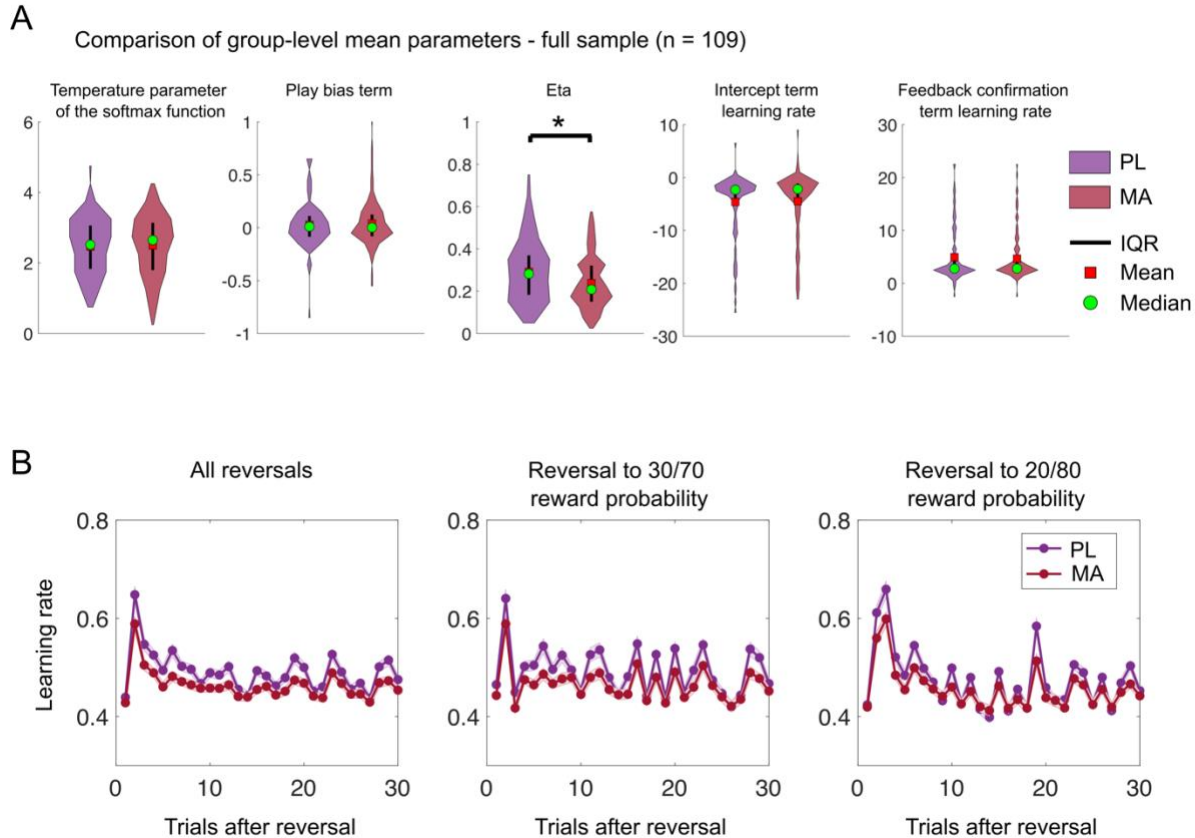 A
Comparison of group-level mean parameters - full sample (n = 109)
Temperature parameter
of the softmax function
Play bias term
Eta
Intercept term
learning rate
Feedback confirmation
term learning rate
6
4
2
0
1
0.5
0
-0.5
-1
1
0.8
0.6
0.4
0.2
0
*
10
0
-10
-20
-30
30
20
10
0
-10
PL
MA
IQR
Mean
Median
B
All reversals
Reversal to 30/70
reward probability
Reversal to 20/80
reward probability
Learning rate
0.8
0.6
0.4
0 10 20 30
Trials after reversal
0.8
0.6
0.4
0 10 20 30
Trials after reversal
0.8
0.6
0.4
0 10 20 30
Trials after reversal
PL
MA